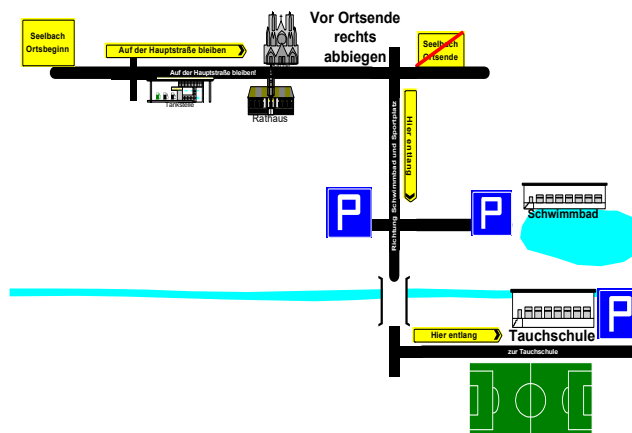 Vor Ortsende
rechts
abbiegen
Seelbach
Ortsbeginn
Auf der Hauptstraße bleiben
Seelbach
Ortsende
Auf der Hauptstraße bleiben!
Tankstelle
Rathaus
Richtung Schwimmbad und Sportplatz
Hier entlang
P
P
Schwimmbad
P
Hier entlang
Tauchschule
zur Tauchschule